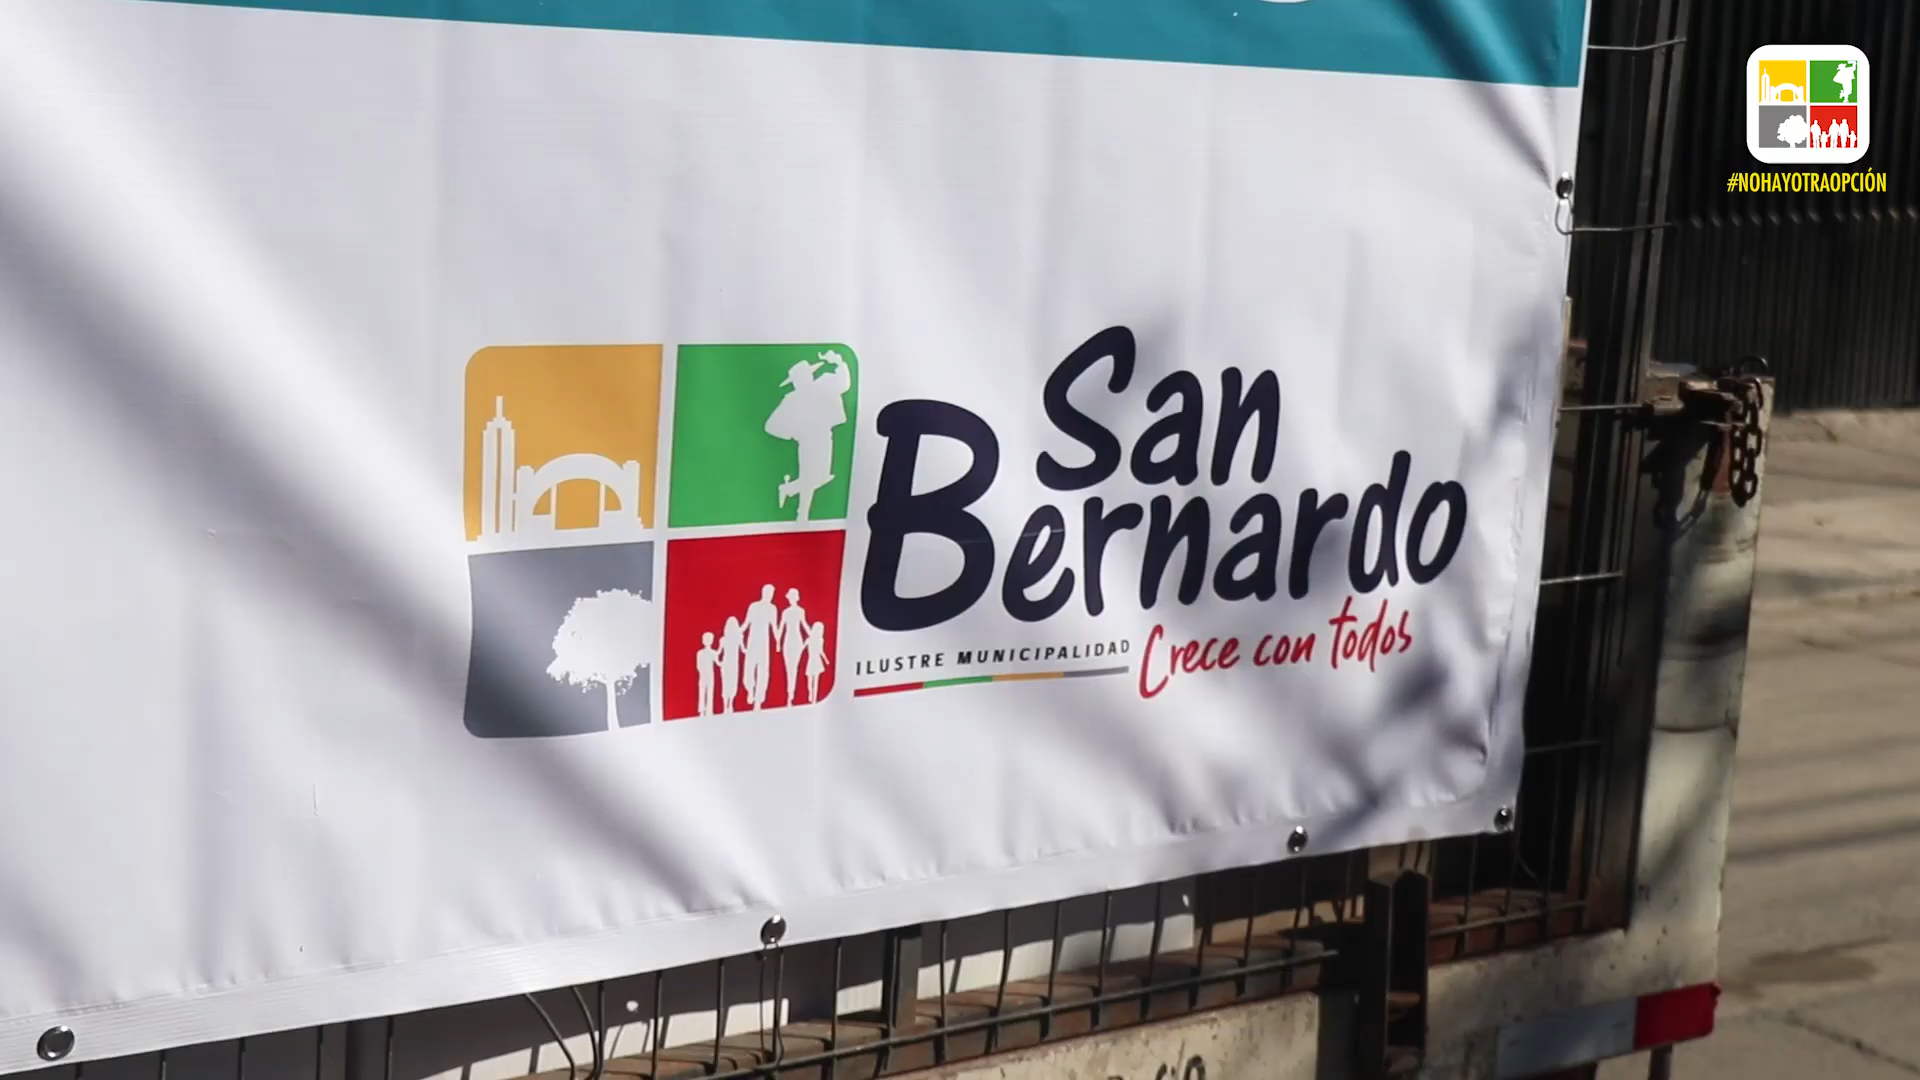 #NOHAYOTRAOPCIÓN
San
Bernardo
ILUSTRE MUNICIPALIDAD
Crece con todos